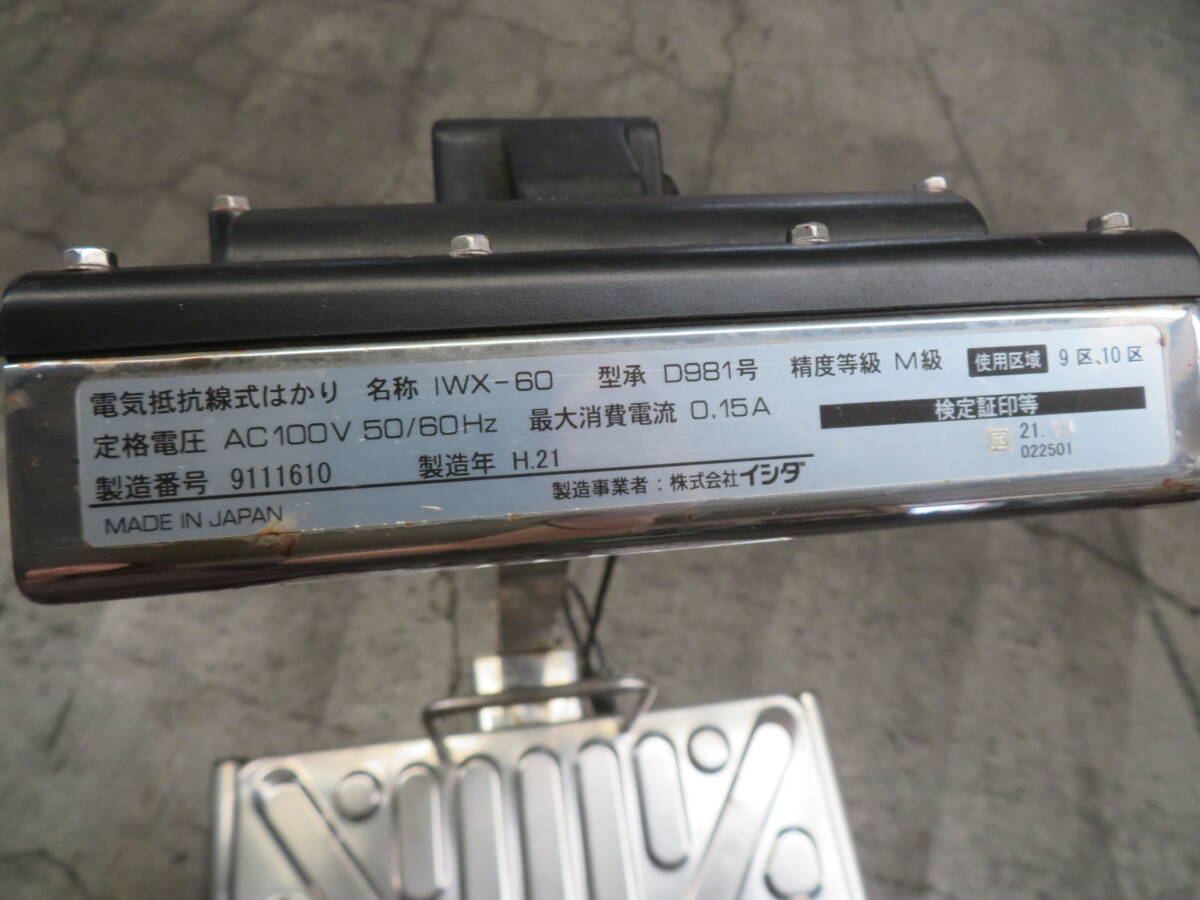 電気抵抗線式はかり 名称 IWX-60 型承 D981号 精度等級 M級 使用区域 9区、10区
定格電圧 AC100V 50/60Hz 最大消費電流 0.15A 検定証印等
製造番号 9111610 製造年 H.21 21.
022501
製造事業者:株式会社イシダ
MADE IN JAPAN